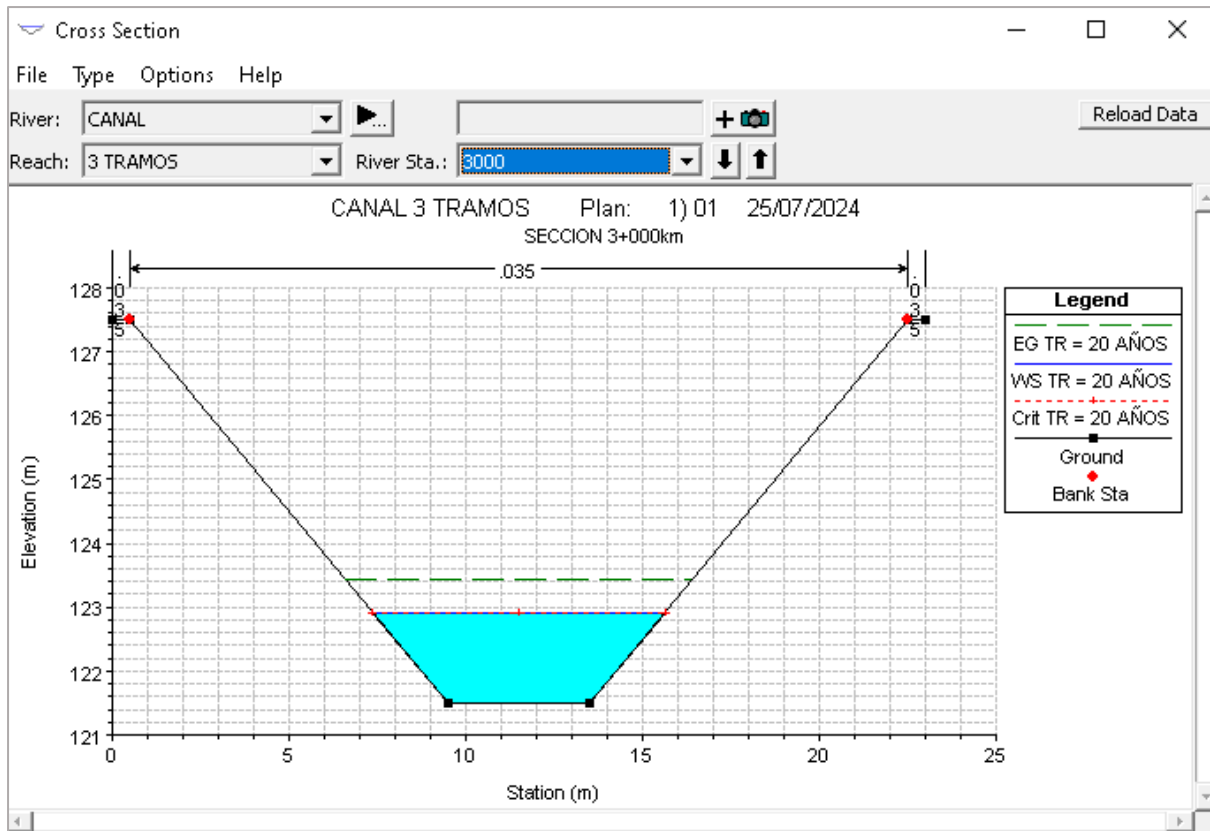 Cross Section
File Type Options Help
River: CANAL ...
Reload Data
Reach: 3 TRAMOS River Sta.: 3000
CANAL 3 TRAMOS Plan: 1) 01 25/07/2024
SECCION 3+000km
.035 .035 .035
128
127
126
125
124
123
122
121
Elevation (m)
0 5 10 15 20 25
Station (m)
Legend
EG TR = 20 AÑOS
WS TR = 20 AÑOS
Crit TR = 20 AÑOS
Ground
Bank Sta